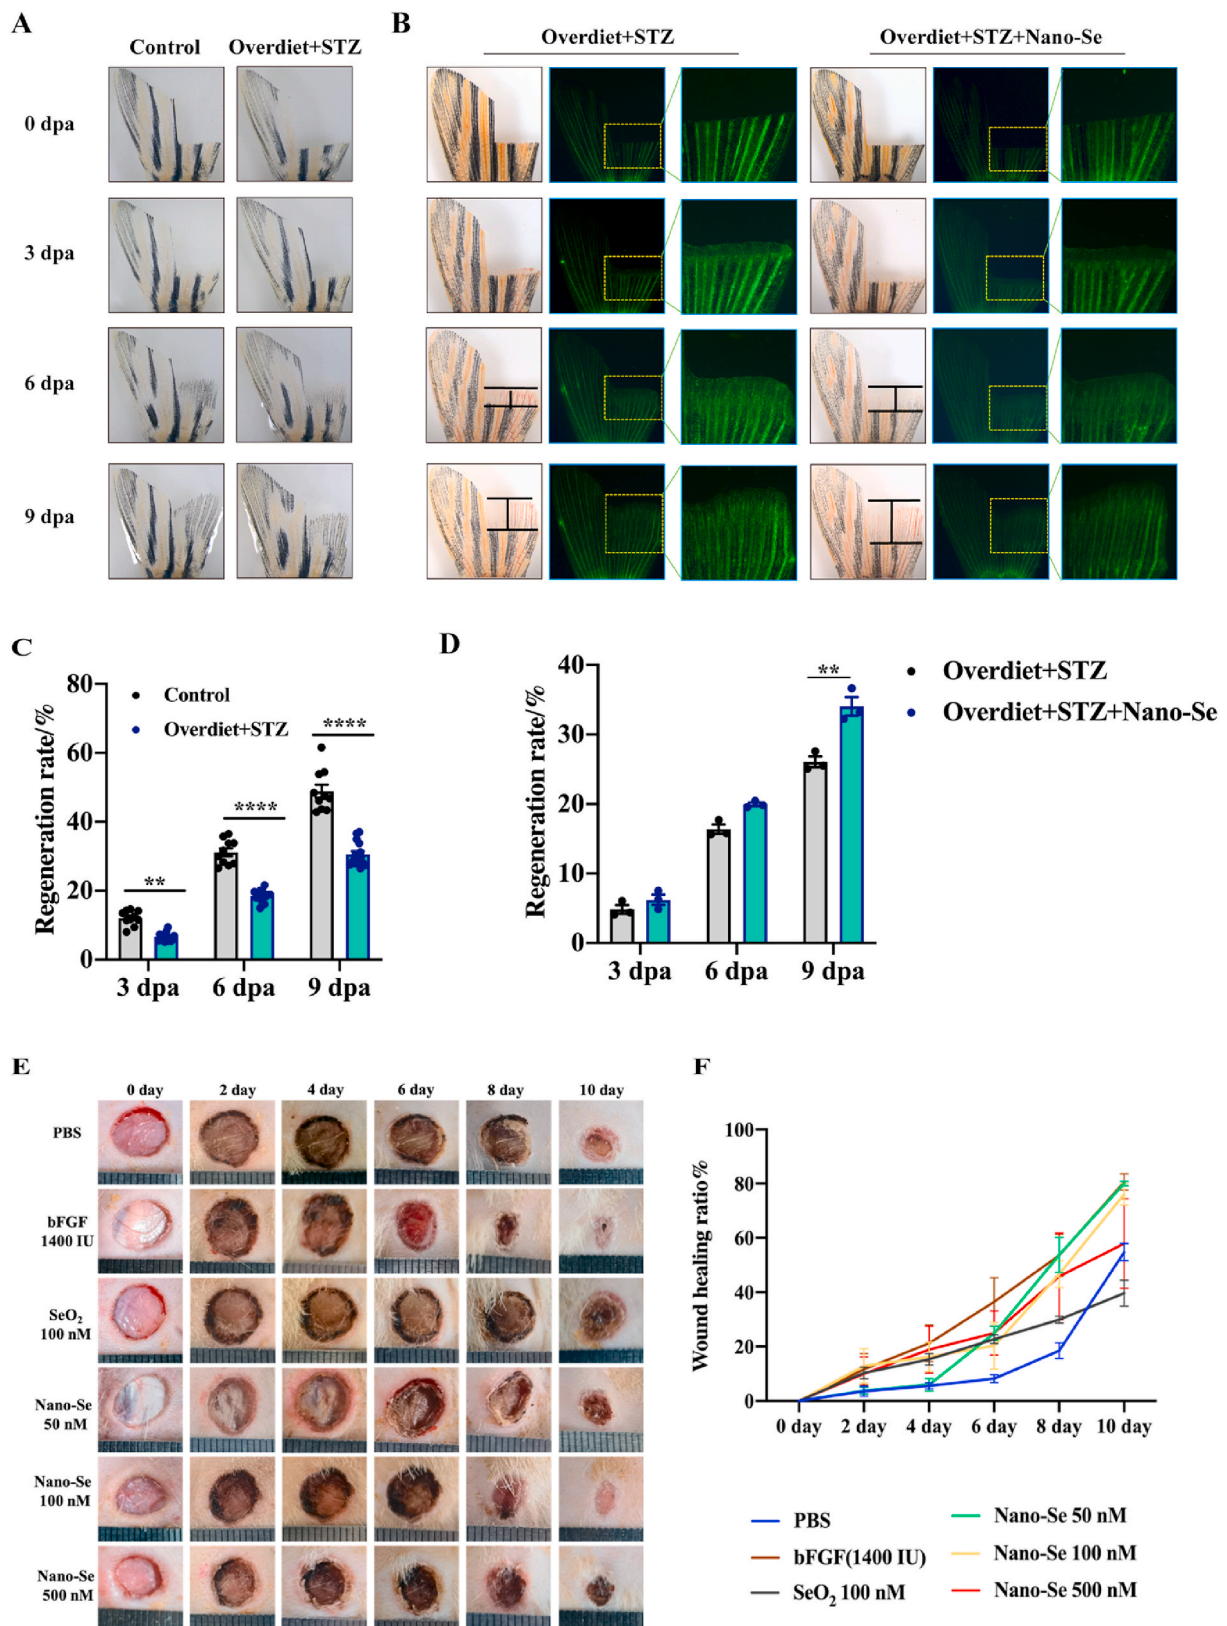 A
Control
Overdiet+STZ
B
Overdiet+STZ
Overdiet+STZ+Nano-Se
0 dpa
3 dpa
6 dpa
9 dpa
C
Regeneration rate/%
80
60
40
20
0
Control
Overdiet+STZ
**
****
****
3 dpa
6 dpa
9 dpa
D
Regeneration rate/%
40
30
20
10
0
**
3 dpa
6 dpa
9 dpa
Overdiet+STZ
Overdiet+STZ+Nano-Se
E
0 day
2 day
4 day
6 day
8 day
10 day
PBS
bFGF
1400 IU
SeO₂
100 nM
Nano-Se
50 nM
Nano-Se
100 nM
Nano-Se
500 nM
F
Wound healing ratio%
100
80
60
40
20
0
0 day
2 day
4 day
6 day
8 day
10 day
PBS
bFGF(1400 IU)
SeO₂ 100 nM
Nano-Se 50 nM
Nano-Se 100 nM
Nano-Se 500 nM